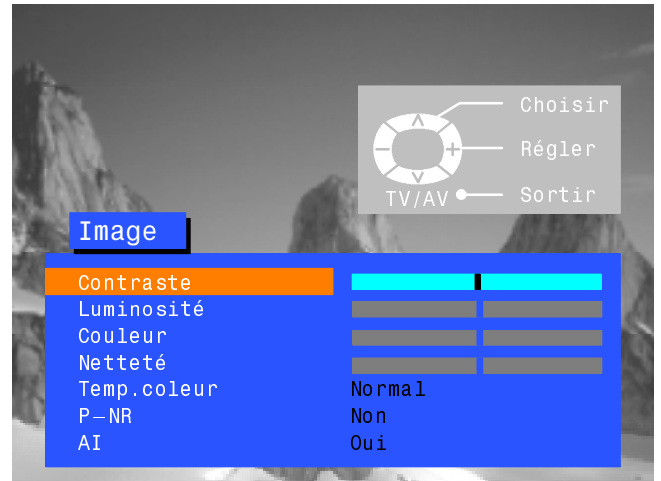 Choisir
Régler
TV/AV Sortir
Image
Contraste
Luminosité
Couleur
Netteté
Temp.coleur Normal
P—NR Non
AI Oui